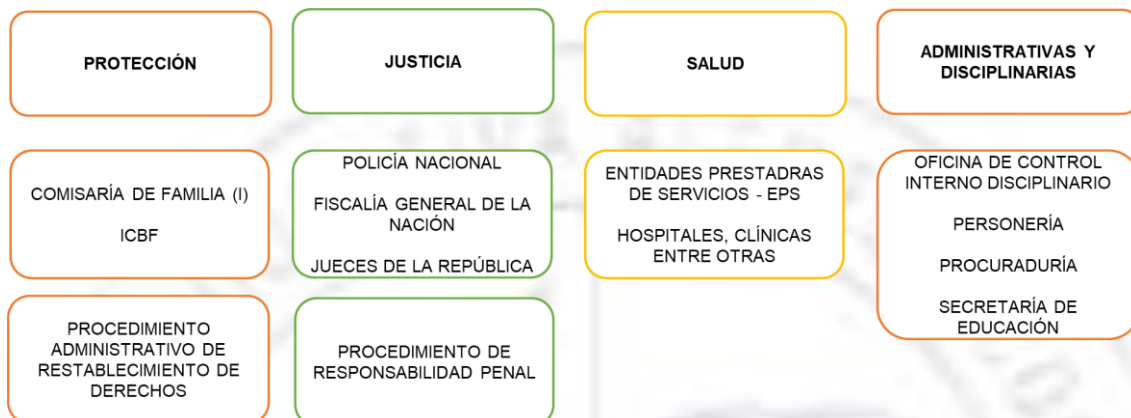 PROTECCIÓN
COMISARÍA DE FAMILIA (I)
ICBF
PROCEDIMIENTO
ADMINISTRATIVO DE
RESTABLECIMIENTO DE
DERECHOS
JUSTICIA
POLICÍA NACIONAL
FISCALÍA GENERAL DE LA
NACIÓN
JUECES DE LA REPÚBLICA
PROCEDIMIENTO DE
RESPONSABILIDAD PENAL
SALUD
ENTIDADES PRESTADRAS
DE SERVICIOS - EPS
HOSPITALES, CLÍNICAS
ENTRE OTRAS
ADMINISTRATIVAS Y
DISCIPLINARIAS
OFICINA DE CONTROL
INTERNO DISCIPLINARIO
PERSONERÍA
PROCURADURÍA
SECRETARÍA DE
EDUCACIÓN